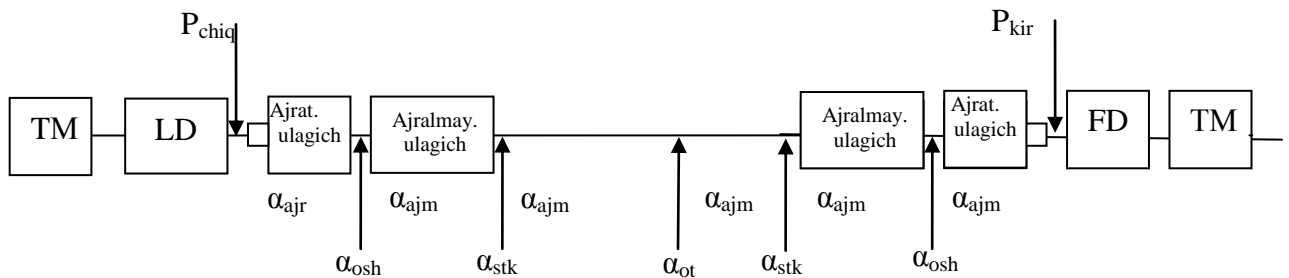 P_chiq P_kir
TM LD Ajrat. ulagich Ajralmay. ulagich Ajralmay. ulagich Ajrat. ulagich FD TM
α_ajr α_ajm α_ajm α_ajm α_ajm α_ajm
α_osh α_stk α_ot α_stk α_osh